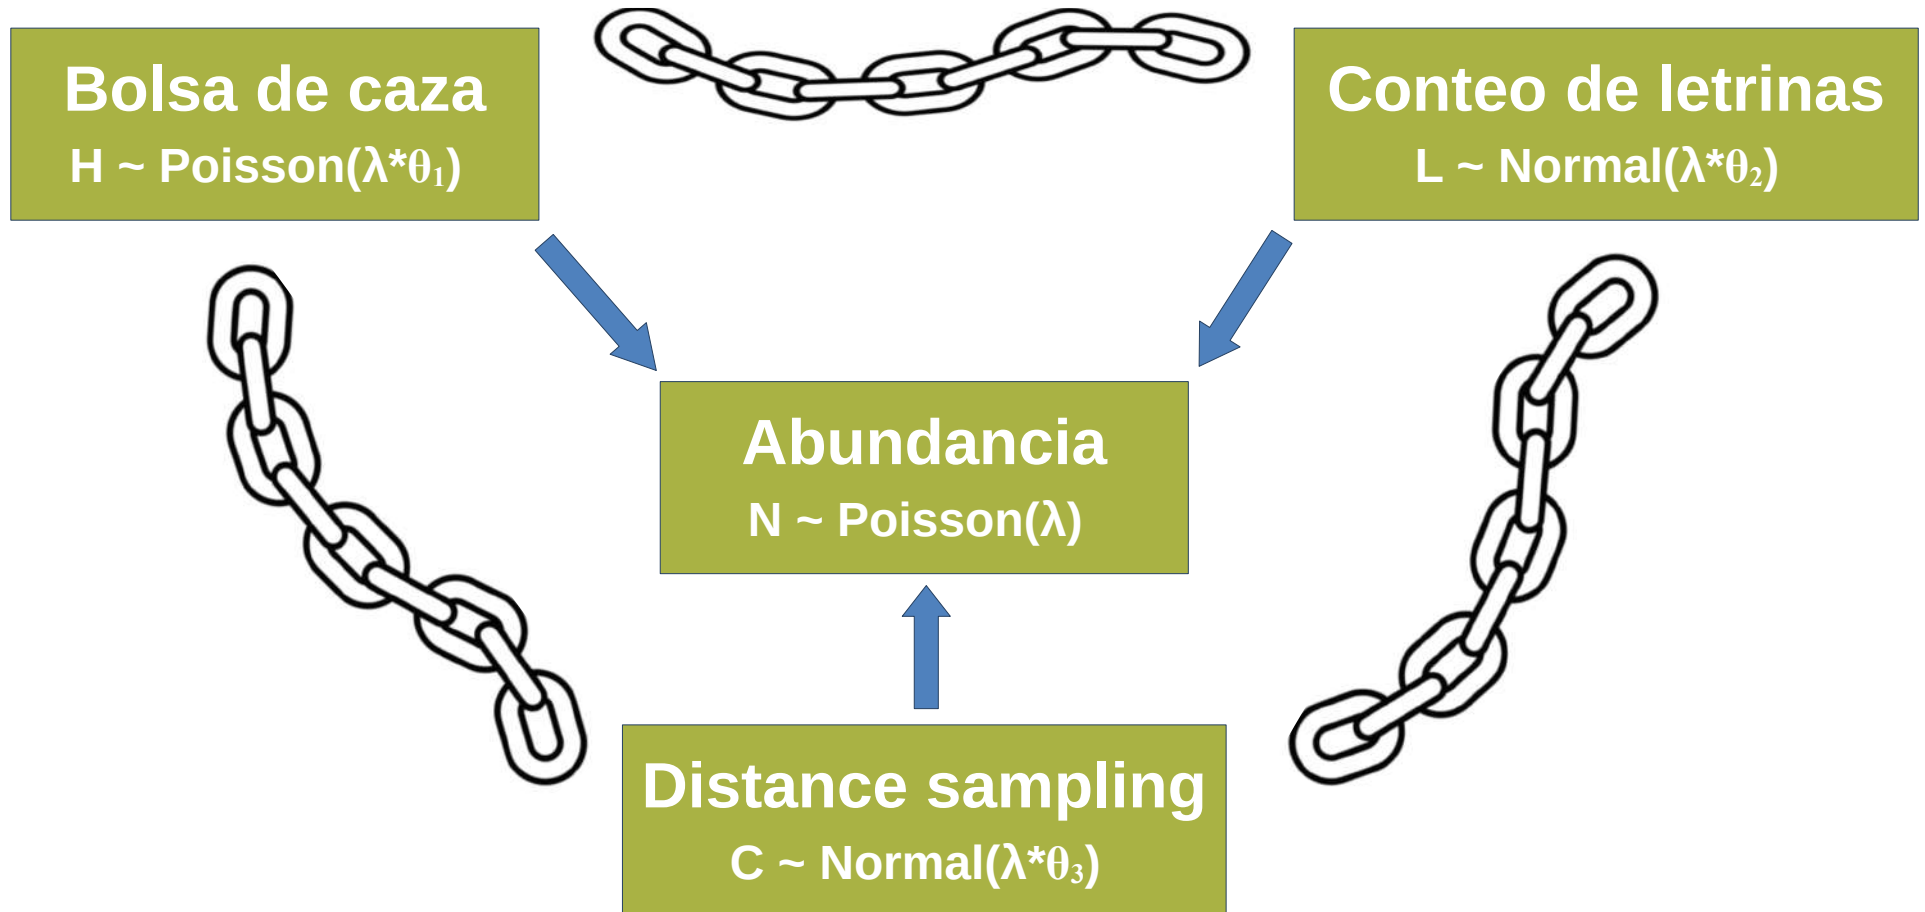 Bolsa de caza
H ~ Poisson(λ*θ₁)
Conteo de letrinas
L ~ Normal(λ*θ₂)
Abundancia
N ~ Poisson(λ)
Distance sampling
C ~ Normal(λ*θ₃)